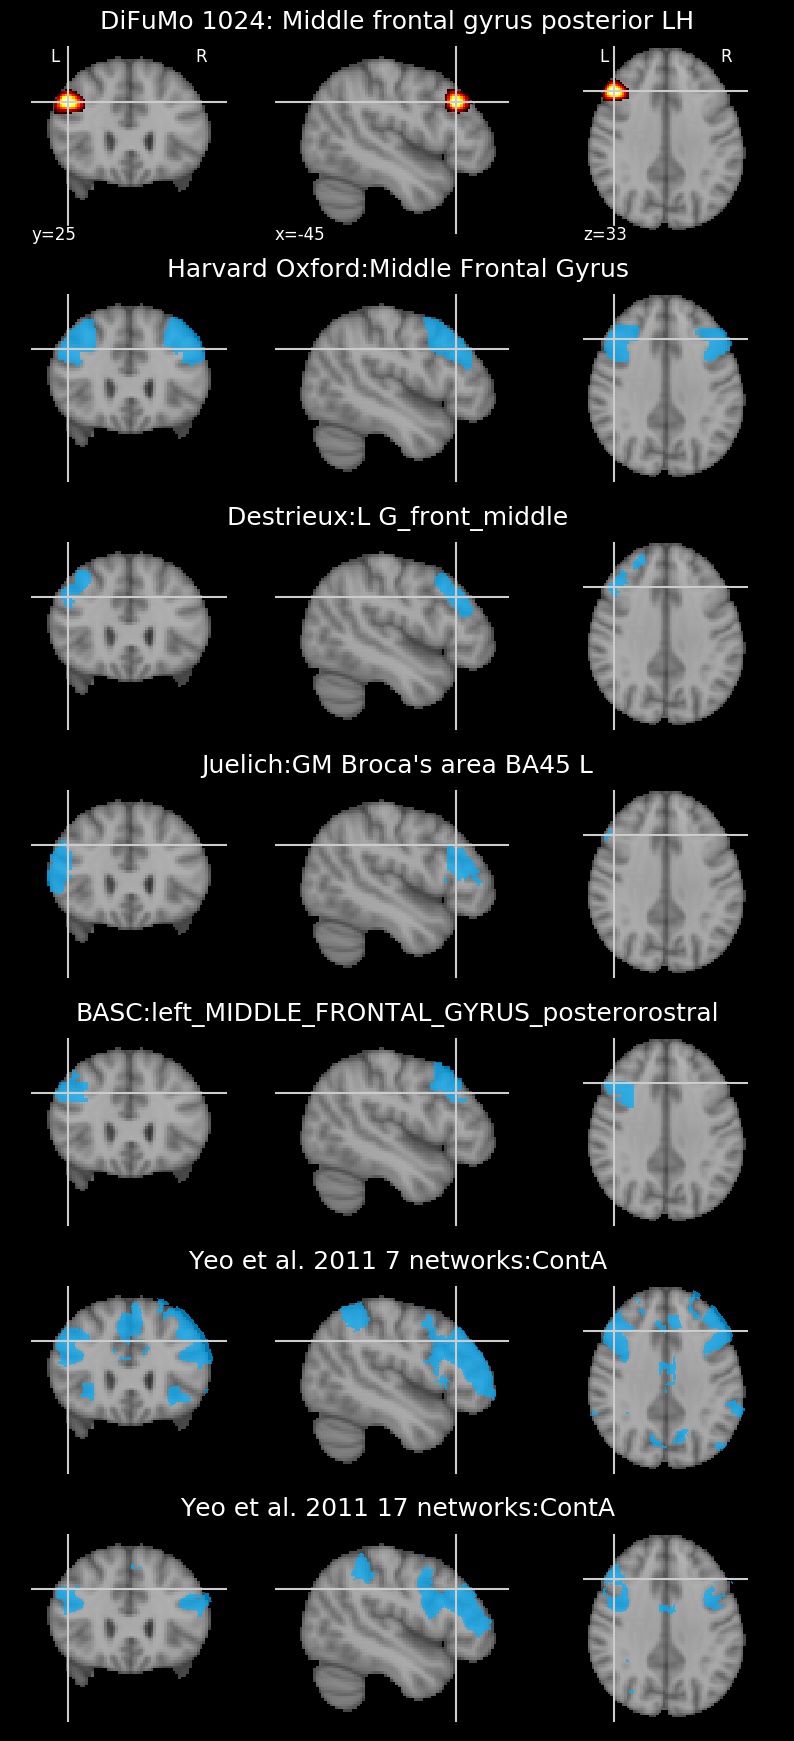 DiFuMo 1024: Middle frontal gyrus posterior LH
L R L R
y=25 x=-45 z=33
Harvard Oxford:Middle Frontal Gyrus
Destrieux:L G_front_middle
Juelich:GM Broca's area BA45 L
BASC:left_MIDDLE_FRONTAL_GYRUS_posterorostral
Yeo et al. 2011 7 networks:ContA
Yeo et al. 2011 17 networks:ContA